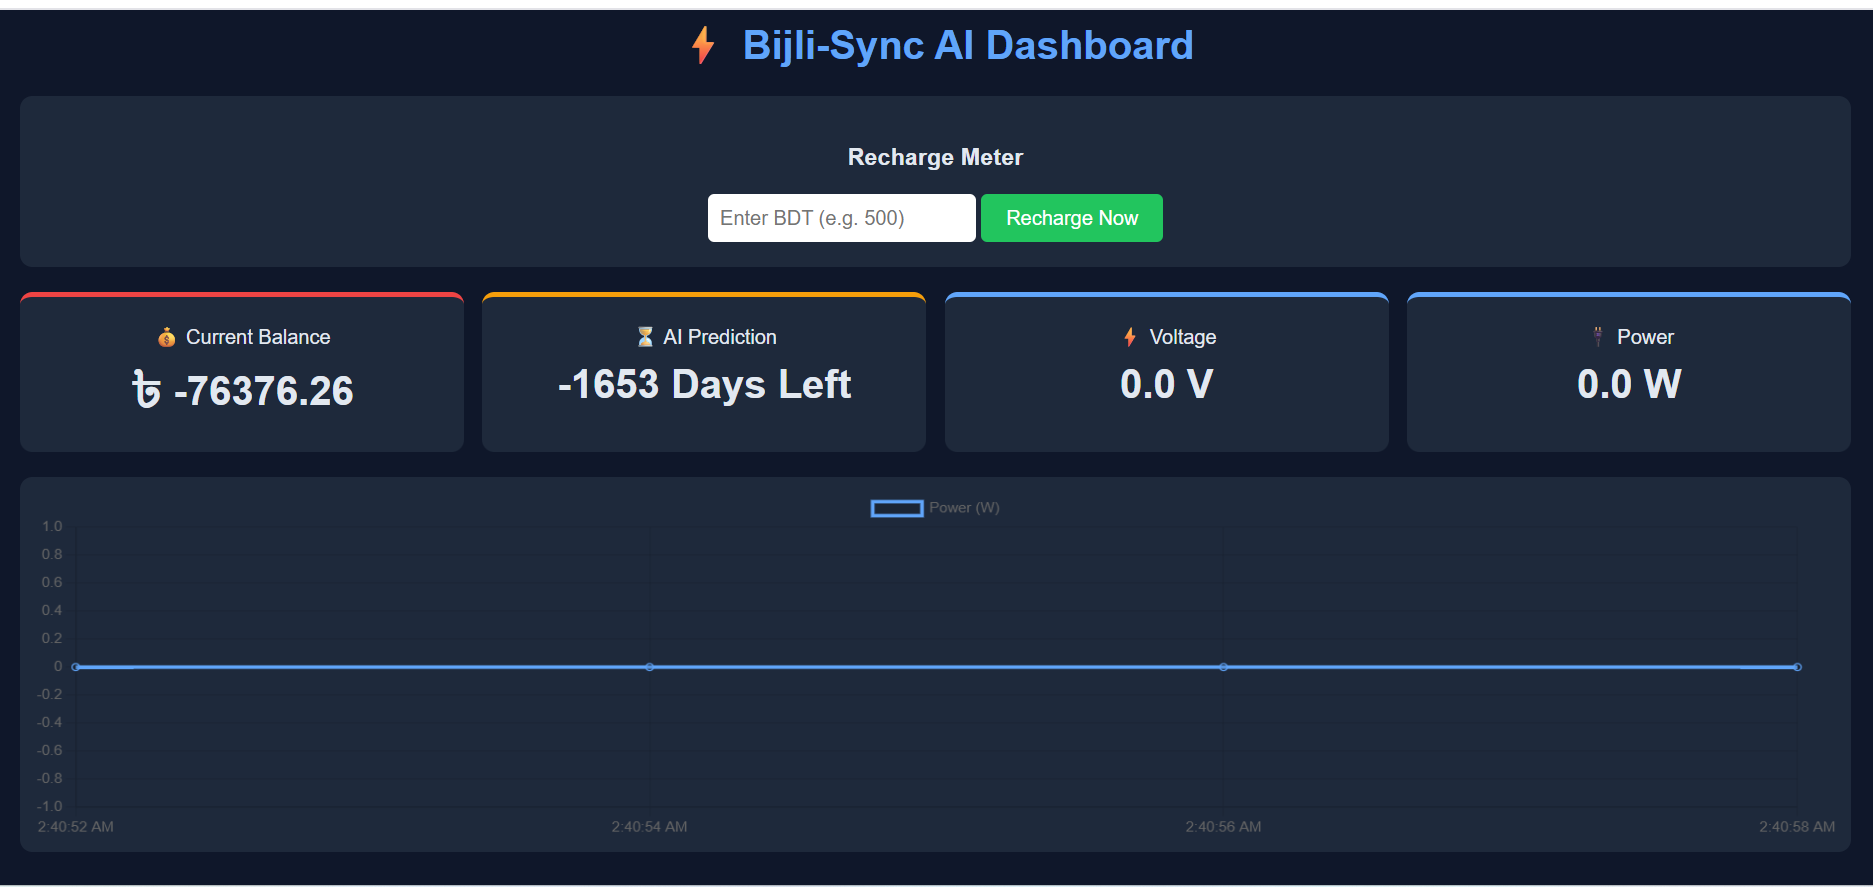 ⚡ Bijli-Sync AI Dashboard
Recharge Meter
Enter BDT (e.g. 500)
Recharge Now
💰 Current Balance
৳ -76376.26
⏳ AI Prediction
-1653 Days Left
⚡ Voltage
0.0 V
🔌 Power
0.0 W
Power (W)
1.0
0.8
0.6
0.4
0.2
0
-0.2
-0.4
-0.6
-0.8
-1.0
2:40:52 AM 2:40:54 AM 2:40:56 AM 2:40:58 AM